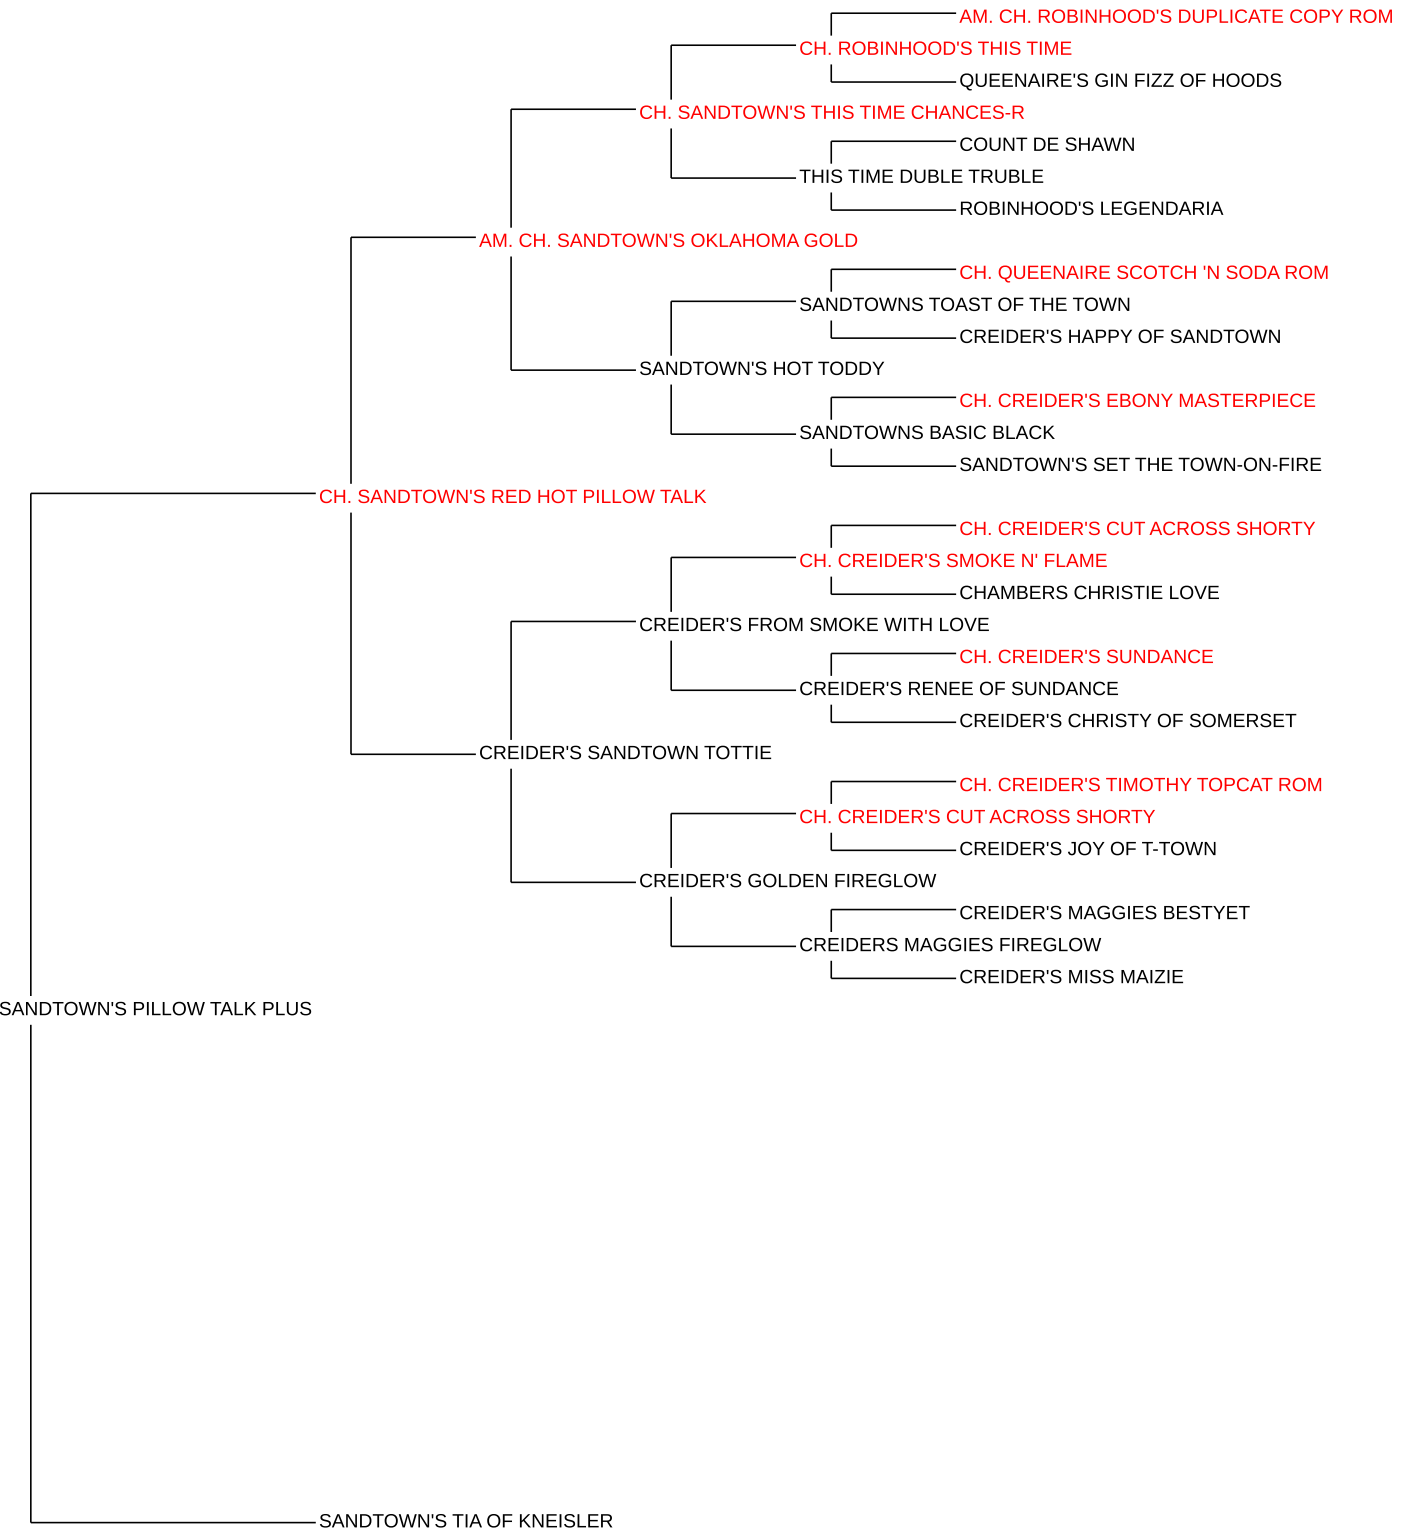 AM. CH. ROBINHOOD'S DUPLICATE COPY ROM
CH. ROBINHOOD'S THIS TIME
QUEENAIRE'S GIN FIZZ OF HOODS
CH. SANDTOWN'S THIS TIME CHANCES-R
COUNT DE SHAWN
THIS TIME DUBLE TRUBLE
ROBINHOOD'S LEGENDARIA
AM. CH. SANDTOWN'S OKLAHOMA GOLD
CH. QUEENAIRE SCOTCH 'N SODA ROM
SANDTOWNS TOAST OF THE TOWN
CREIDER'S HAPPY OF SANDTOWN
SANDTOWN'S HOT TODDY
CH. CREIDER'S EBONY MASTERPIECE
SANDTOWNS BASIC BLACK
SANDTOWN'S SET THE TOWN-ON-FIRE
CH. SANDTOWN'S RED HOT PILLOW TALK
CH. CREIDER'S CUT ACROSS SHORTY
CH. CREIDER'S SMOKE N' FLAME
CHAMBERS CHRISTIE LOVE
CREIDER'S FROM SMOKE WITH LOVE
CH. CREIDER'S SUNDANCE
CREIDER'S RENEE OF SUNDANCE
CREIDER'S CHRISTY OF SOMERSET
CREIDER'S SANDTOWN TOTTIE
CH. CREIDER'S TIMOTHY TOPCAT ROM
CH. CREIDER'S CUT ACROSS SHORTY
CREIDER'S JOY OF T-TOWN
CREIDER'S GOLDEN FIREGLOW
CREIDER'S MAGGIES BESTYET
CREIDERS MAGGIES FIREGLOW
CREIDER'S MISS MAIZIE
SANDTOWN'S PILLOW TALK PLUS
SANDTOWN'S TIA OF KNEISLER